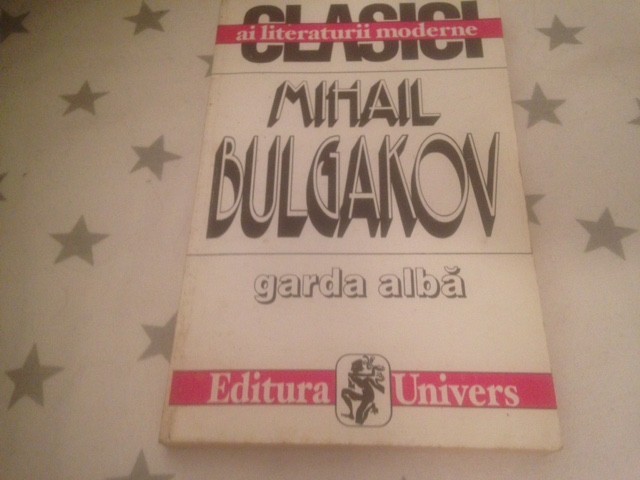 CLASICI
ai literaturii moderne
MIHAIL
BULGAKOV
garda albă
Editura Univers